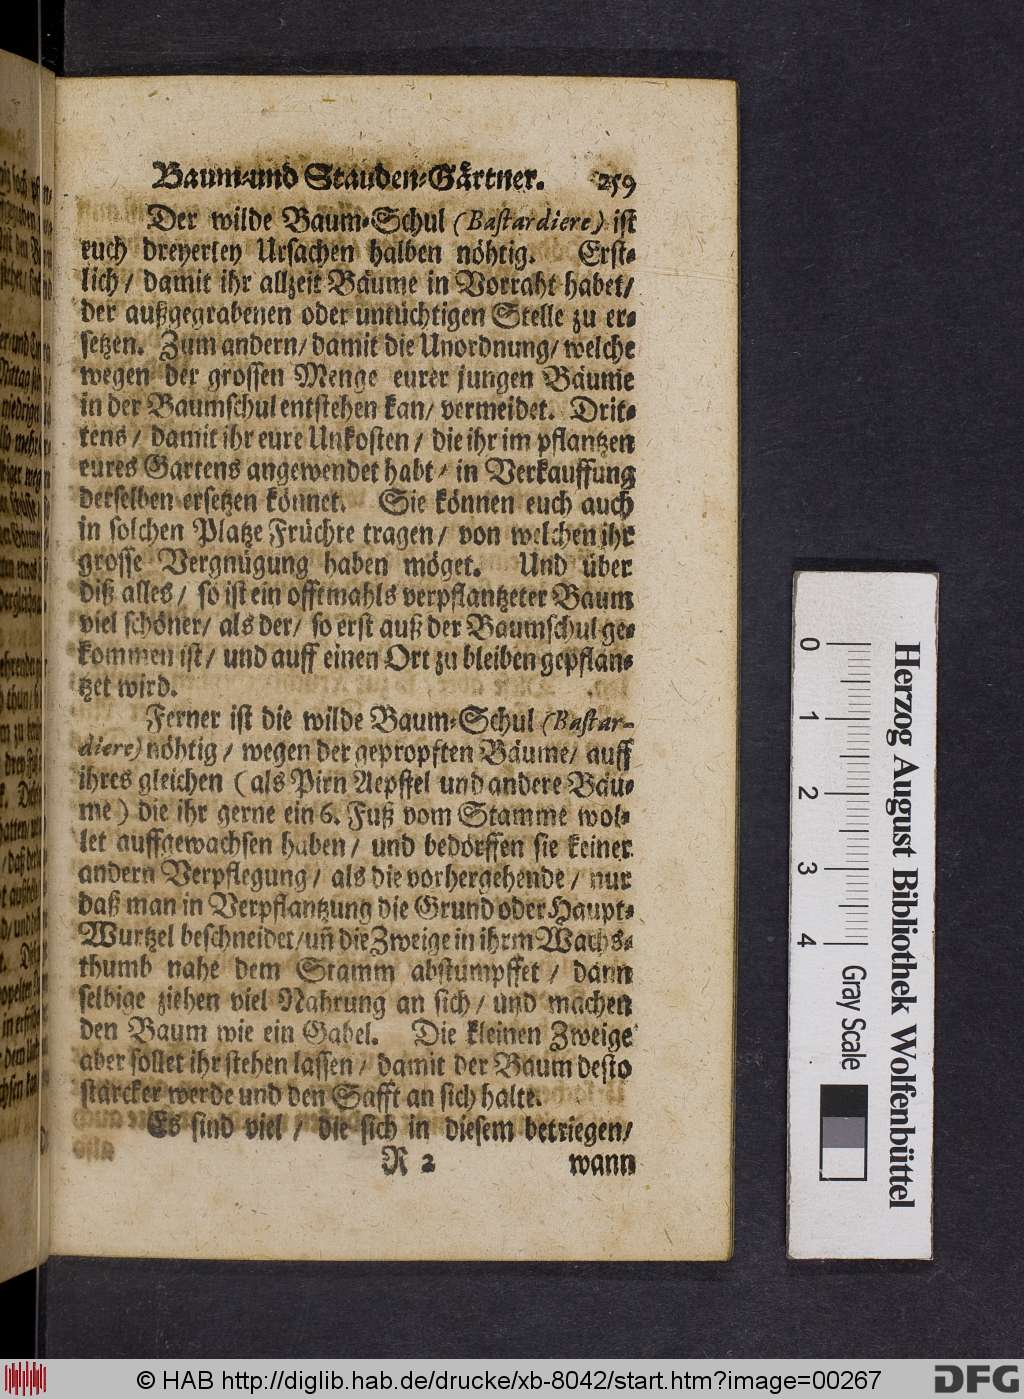 Baum-und Stauden-Gärtner. 259
Der wilde Baum-Schul (Bastardiere) ist
euch dreyerley Ursachen halben nöhtig. Erst-
lich / damit ihr allzeit Bäume in Vorraht habet/
der außgegrabenen oder untüchtigen Stelle zu er-
setzen. Zum andern/ damit die Unordnung/ welche
wegen der grossen Menge eurer jungen Bäume
in der Baumschul entstehen kan/ vermeidet. Drit-
tens / damit ihr eure Unkosten / die ihr im pflantzen
eures Gartens angewendet habt / in Verkauffung
derselben ersetzen könnet. Sie können euch auch
in solchen Platze Früchte tragen/ von welchen ihr
grosse Vergnügung haben möget. Und über
diß alles / so ist ein offtmahls verpflantzeter Baum
viel schöner/ als der/ so erst auß der Baumschul ge-
kommen ist/ und auff einen Ort zu bleiben gepflan-
tzet wird.
Ferner ist die wilde Baum-Schul (Bastar-
diere) nöhtig / wegen der gepropften Bäume/ auff
ihres gleichen (als Pirn Aepffel und andere Bäu-
me) die ihr gerne ein 6. Fuß vom Stamme wol-
let auffgewachsen haben / und bedörffen sie keiner
andern Verpflegung / als die vorhergehende / nur
daß man in Verpflantzung die Grund oder Haupt-
Wurtzel beschneidet/un̄ die Zweige in ihrm Wachs-
thumb nahe dem Stamm abstumpffet / dann
selbige ziehen viel Nahrung an sich / und machen
den Baum wie ein Gabel. Die kleinen Zweige
aber sollet ihr stehen lassen / damit der Baum desto
stärcker werde und den Safft an sich halte.
Es sind viel / die sich in diesem betriegen/
R 2 wann
0 1 2 3 4 Gray Scale
Herzog August Bibliothek Wolfenbüttel
© HAB http://diglib.hab.de/drucke/xb-8042/start.htm?image=00267
DFG